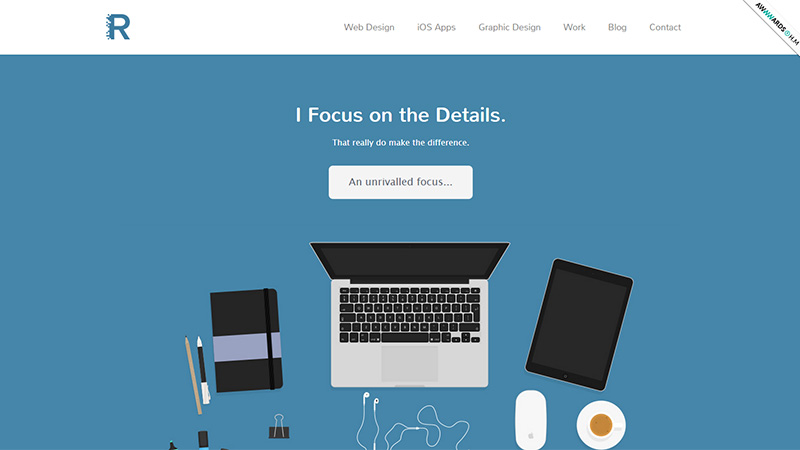 R
Web Design iOS Apps Graphic Design Work Blog Contact
AWWWARDS HM
I Focus on the Details.
That really do make the difference.
An unrivalled focus...